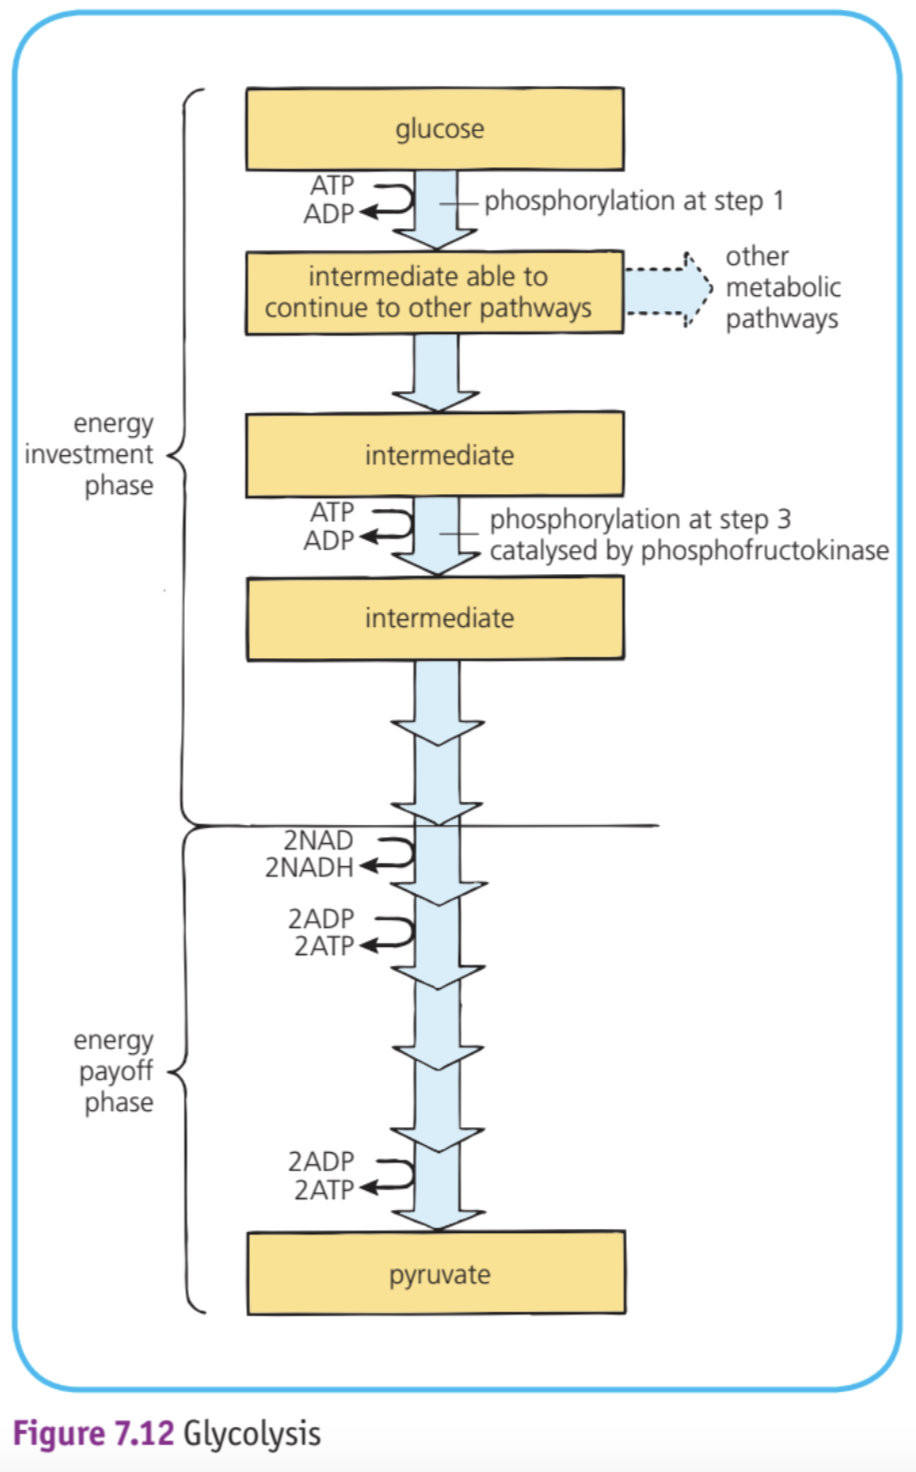 glucose
ATP
ADP
phosphorylation at step 1
intermediate able to
continue to other pathways
other
metabolic
pathways
energy
investment
phase
intermediate
ATP
ADP
phosphorylation at step 3
catalysed by phosphofructokinase
intermediate
2NAD
2NADH
2ADP
2ATP
energy
payoff
phase
2ADP
2ATP
pyruvate
Figure 7.12 Glycolysis